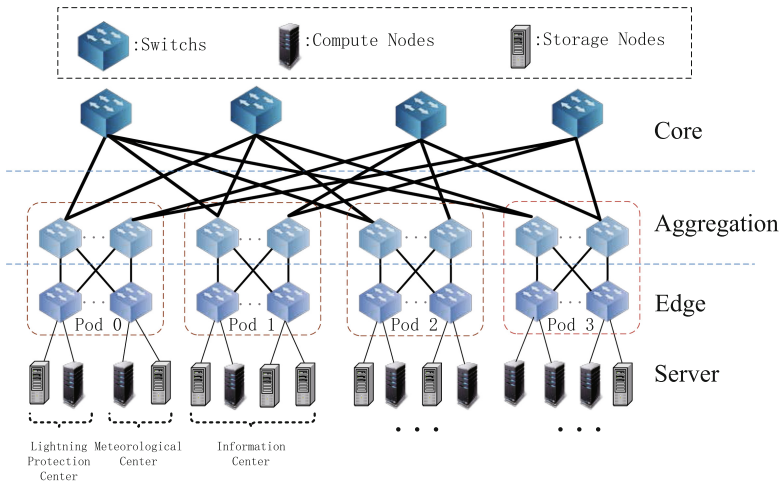 :Switchs :Compute Nodes :Storage Nodes
Core
Aggregation
Edge
Pod 0 Pod 1 Pod 2 Pod 3
Server
Lightning Protection Center
Meteorological Center
Information Center